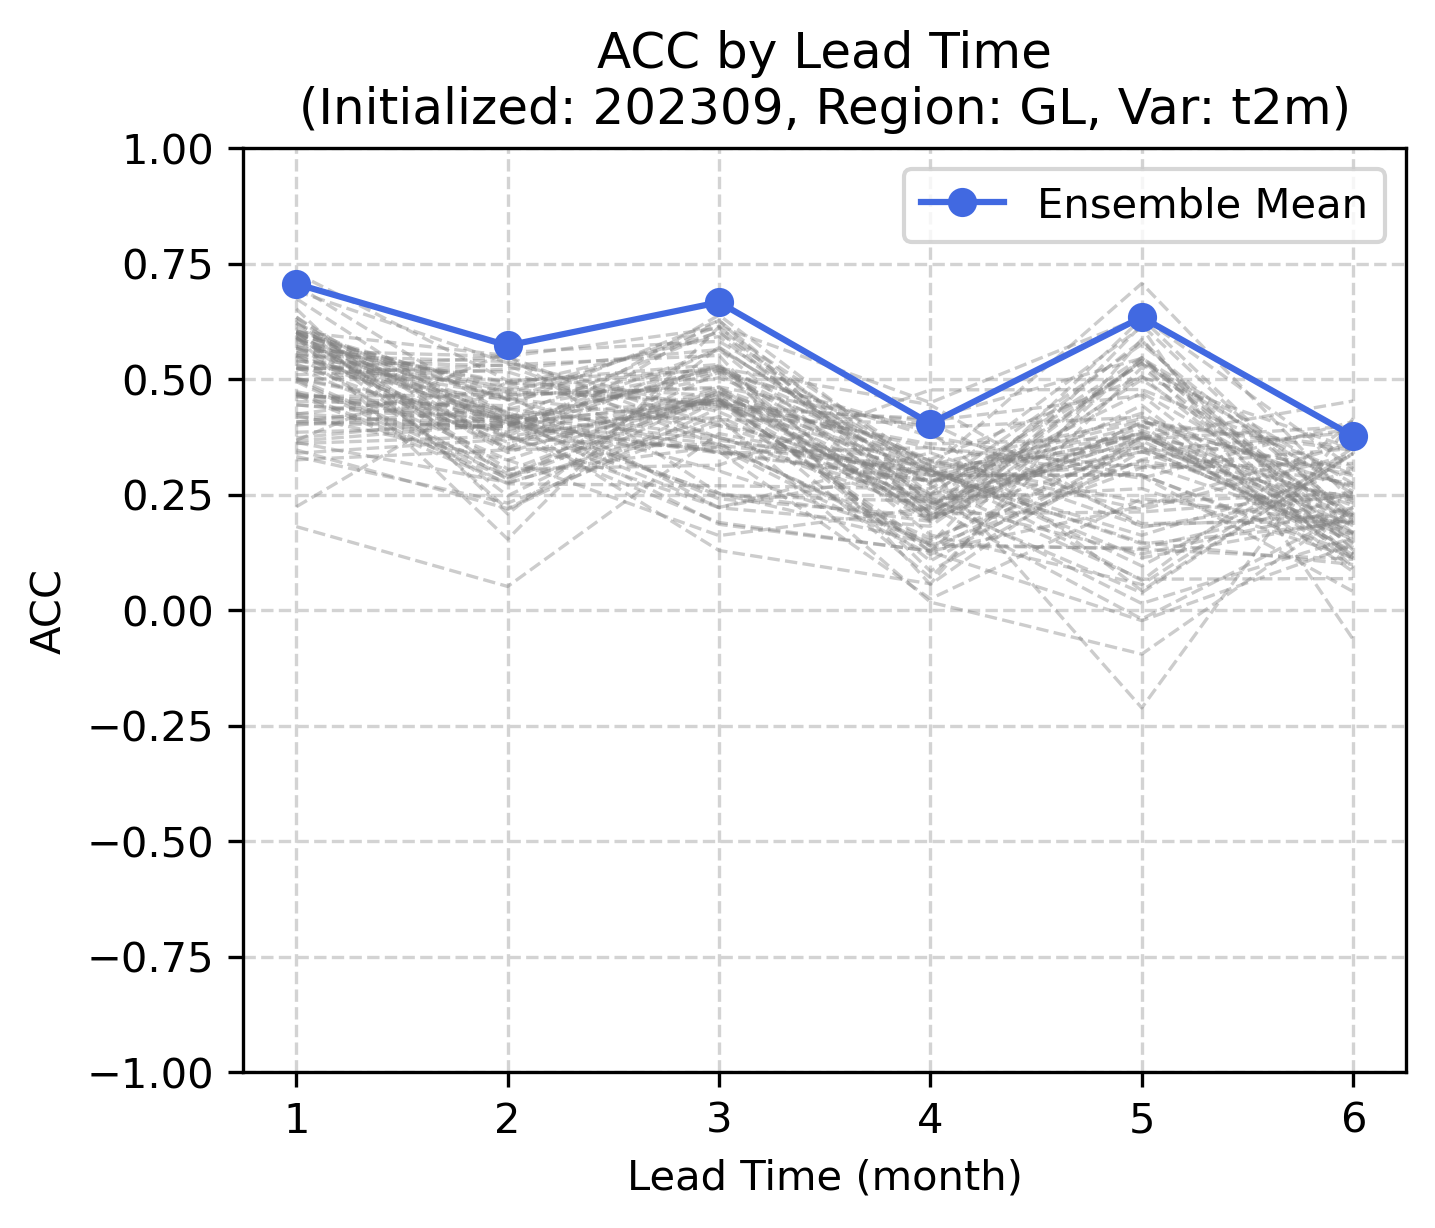 ACC by Lead Time
(Initialized: 202309, Region: GL, Var: t2m)
Ensemble Mean
1.00
0.75
0.50
0.25
0.00
−0.25
−0.50
−0.75
−1.00
ACC
1 2 3 4 5 6
Lead Time (month)